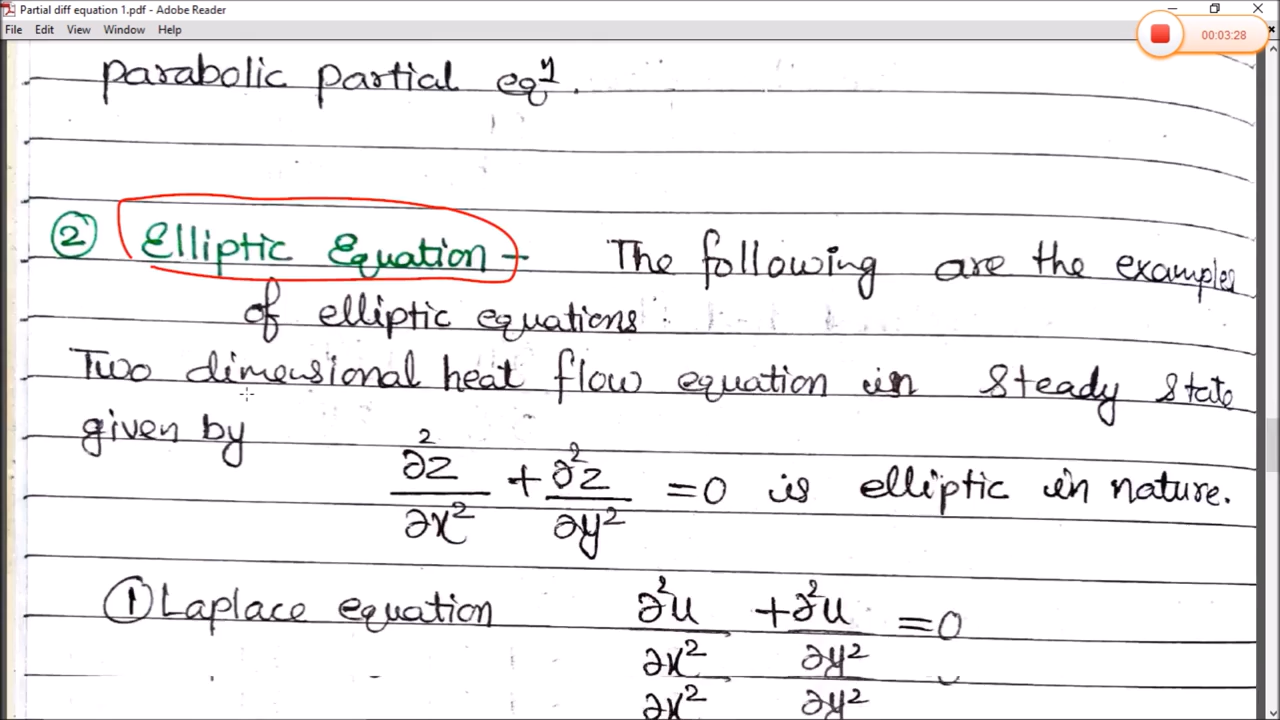 Partial diff equation 1.pdf - Adobe Reader
File Edit View Window Help
00:03:28
parabolic partial eqⁿ.
② Elliptic Equation - The following are the examples
of elliptic equations.
Two dimensional heat flow equation in steady state
given by
∂²z/∂x² + ∂²z/∂y² = 0 is elliptic in nature.
① Laplace equation ∂²u/∂x² + ∂²u/∂y² = 0
∂x² ∂y²